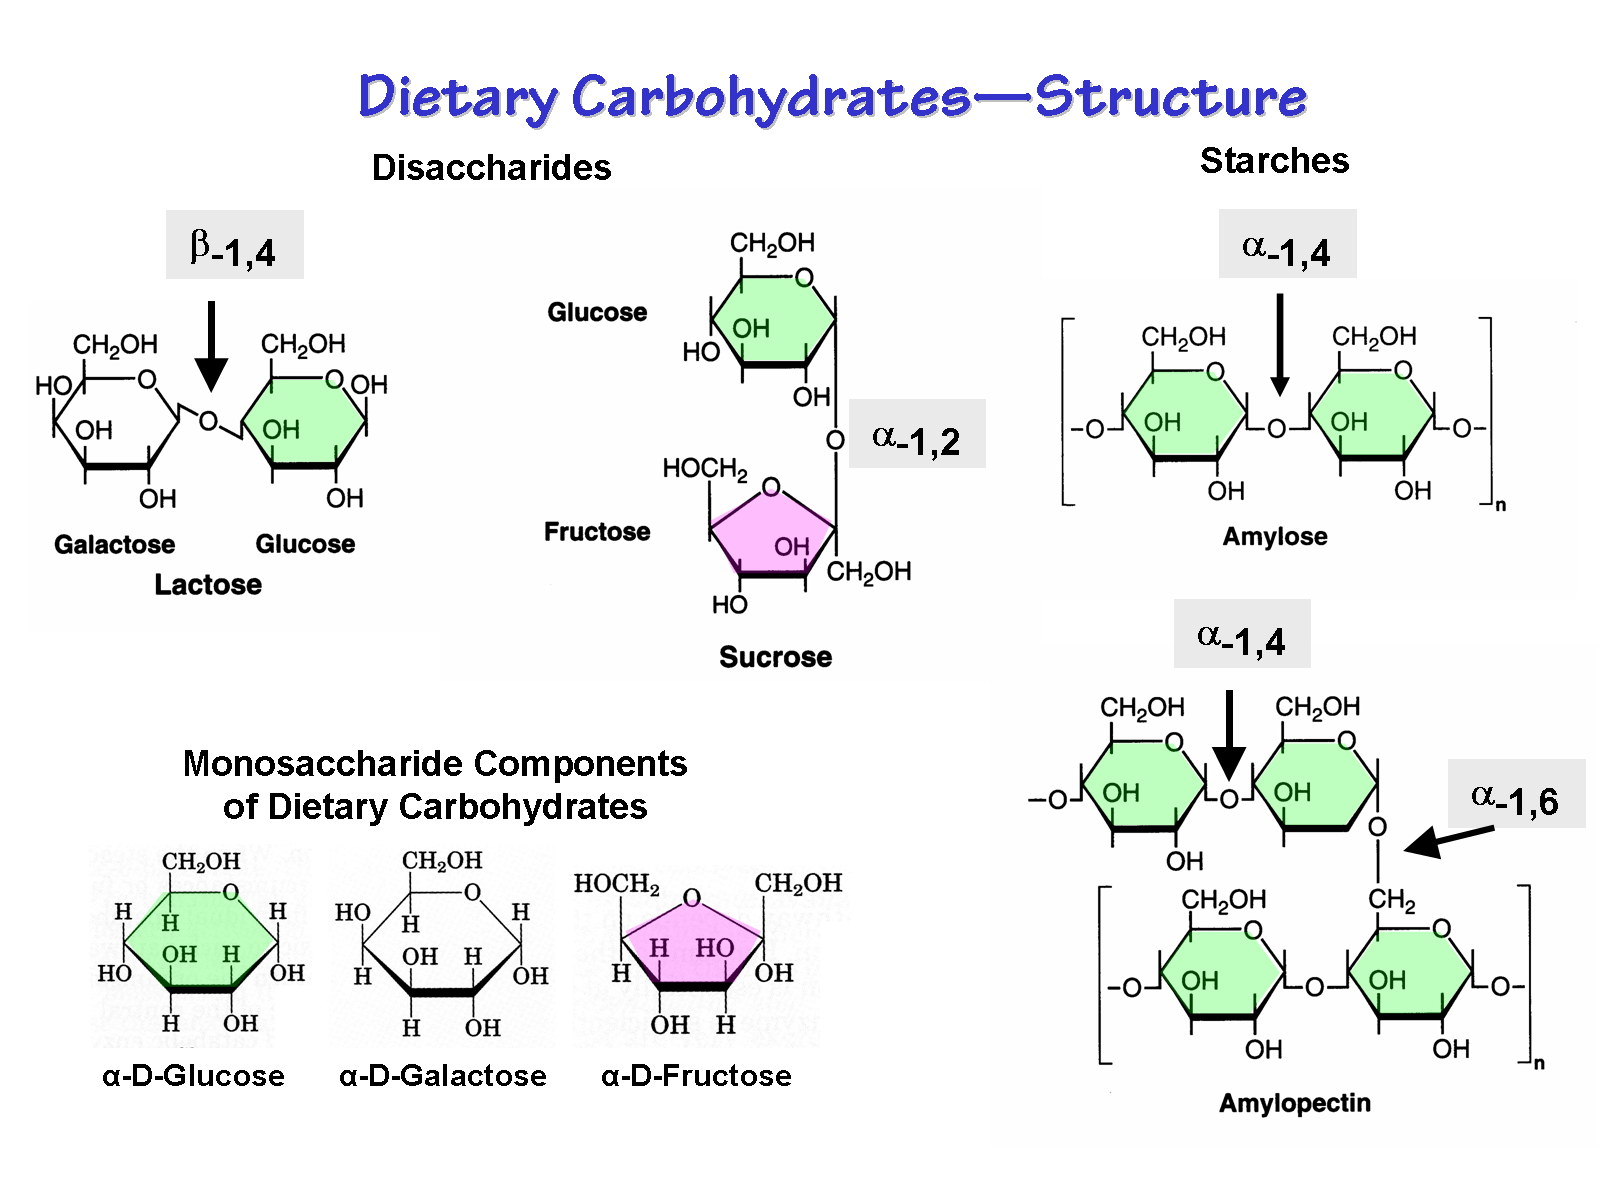 Dietary Carbohydrates—Structure
Disaccharides
Starches
β-1,4
CH₂OH
CH₂OH
HO
O
O
OH
OH
O
OH
OH
OH
Galactose
Glucose
Lactose
CH₂OH
O
Glucose
OH
HO
OH
O
α-1,2
HOCH₂
O
Fructose
OH
CH₂OH
HO
Sucrose
α-1,4
CH₂OH
CH₂OH
O
O
-O
OH
O
OH
O-
OH
OH
n
Amylose
α-1,4
CH₂OH
CH₂OH
O
O
-O
OH
O
OH
α-1,6
O
OH
CH₂OH
CH₂
O
O
-O
OH
O
OH
O-
OH
OH
n
Amylopectin
Monosaccharide Components
of Dietary Carbohydrates
CH₂OH
O
H
H
H
OH
H
HO
OH
H
OH
α-D-Glucose
CH₂OH
O
HO
H
H
OH
H
H
OH
H
OH
α-D-Galactose
HOCH₂
CH₂OH
O
H
HO
H
OH
OH
H
α-D-Fructose